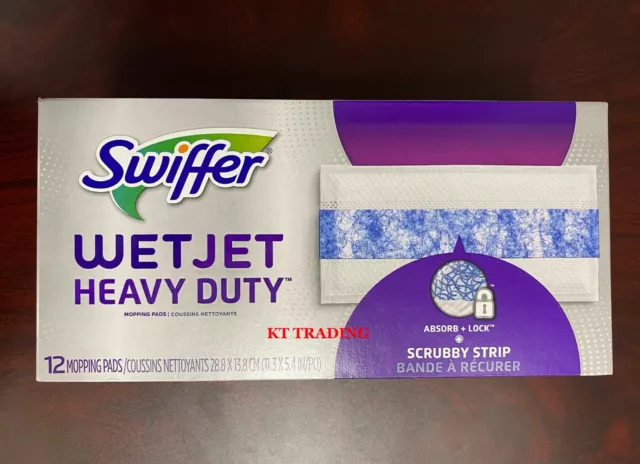 Swiffer®
WETJET
HEAVY DUTY™
MOPPING PADS | COUSSINS NETTOYANTS
KT TRADING
12 MOPPING PADS/COUSSINS NETTOYANTS 28.8 X 13.8 CM (11.3 X 5.4 IN/PO)
ABSORB + LOCK™
+
SCRUBBY STRIP
BANDE À RÉCURER